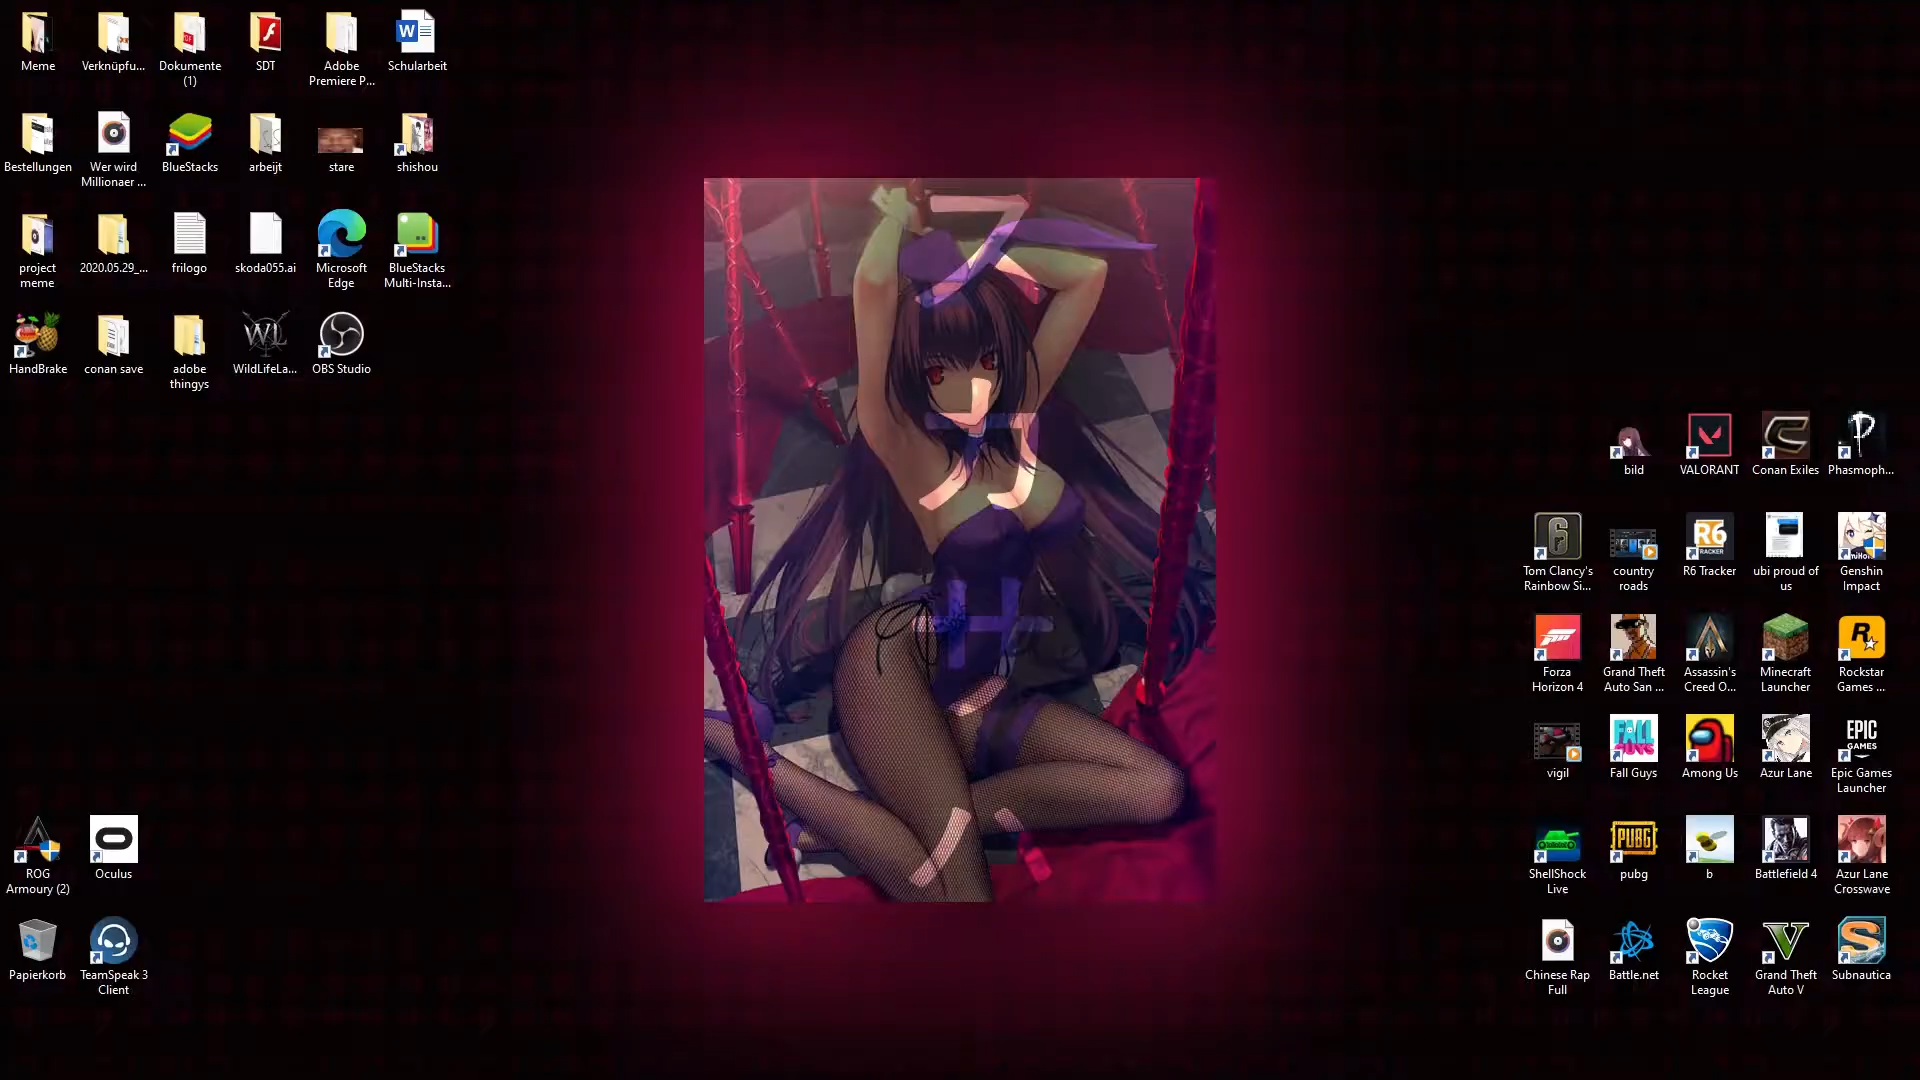 Meme
Verknüpfu...
Dokumente
(1)
SDT
Adobe
Premiere P...
Schularbeit
Bestellungen
Wer wird
Millionaer ...
BlueStacks
arbeijt
stare
shishou
project
meme
2020.05.29_...
frilogo
skoda055.ai
Microsoft
Edge
BlueStacks
Multi-Insta...
HandBrake
conan save
adobe
thingys
WildLifeLa...
OBS Studio
bild
VALORANT
Conan Exiles
Phasmoph...
Tom Clancy's
Rainbow Si...
country
roads
R6 Tracker
ubi proud of
us
Genshin
Impact
Forza
Horizon 4
Grand Theft
Auto San ...
Assassin's
Creed O...
Minecraft
Launcher
Rockstar
Games ...
vigil
Fall Guys
Among Us
Azur Lane
Epic Games
Launcher
ROG
Armoury (2)
Oculus
ShellShock
Live
pubg
b
Battlefield 4
Azur Lane
Crosswave
Papierkorb
TeamSpeak 3
Client
Chinese Rap
Full
Battle.net
Rocket
League
Grand Theft
Auto V
Subnautica